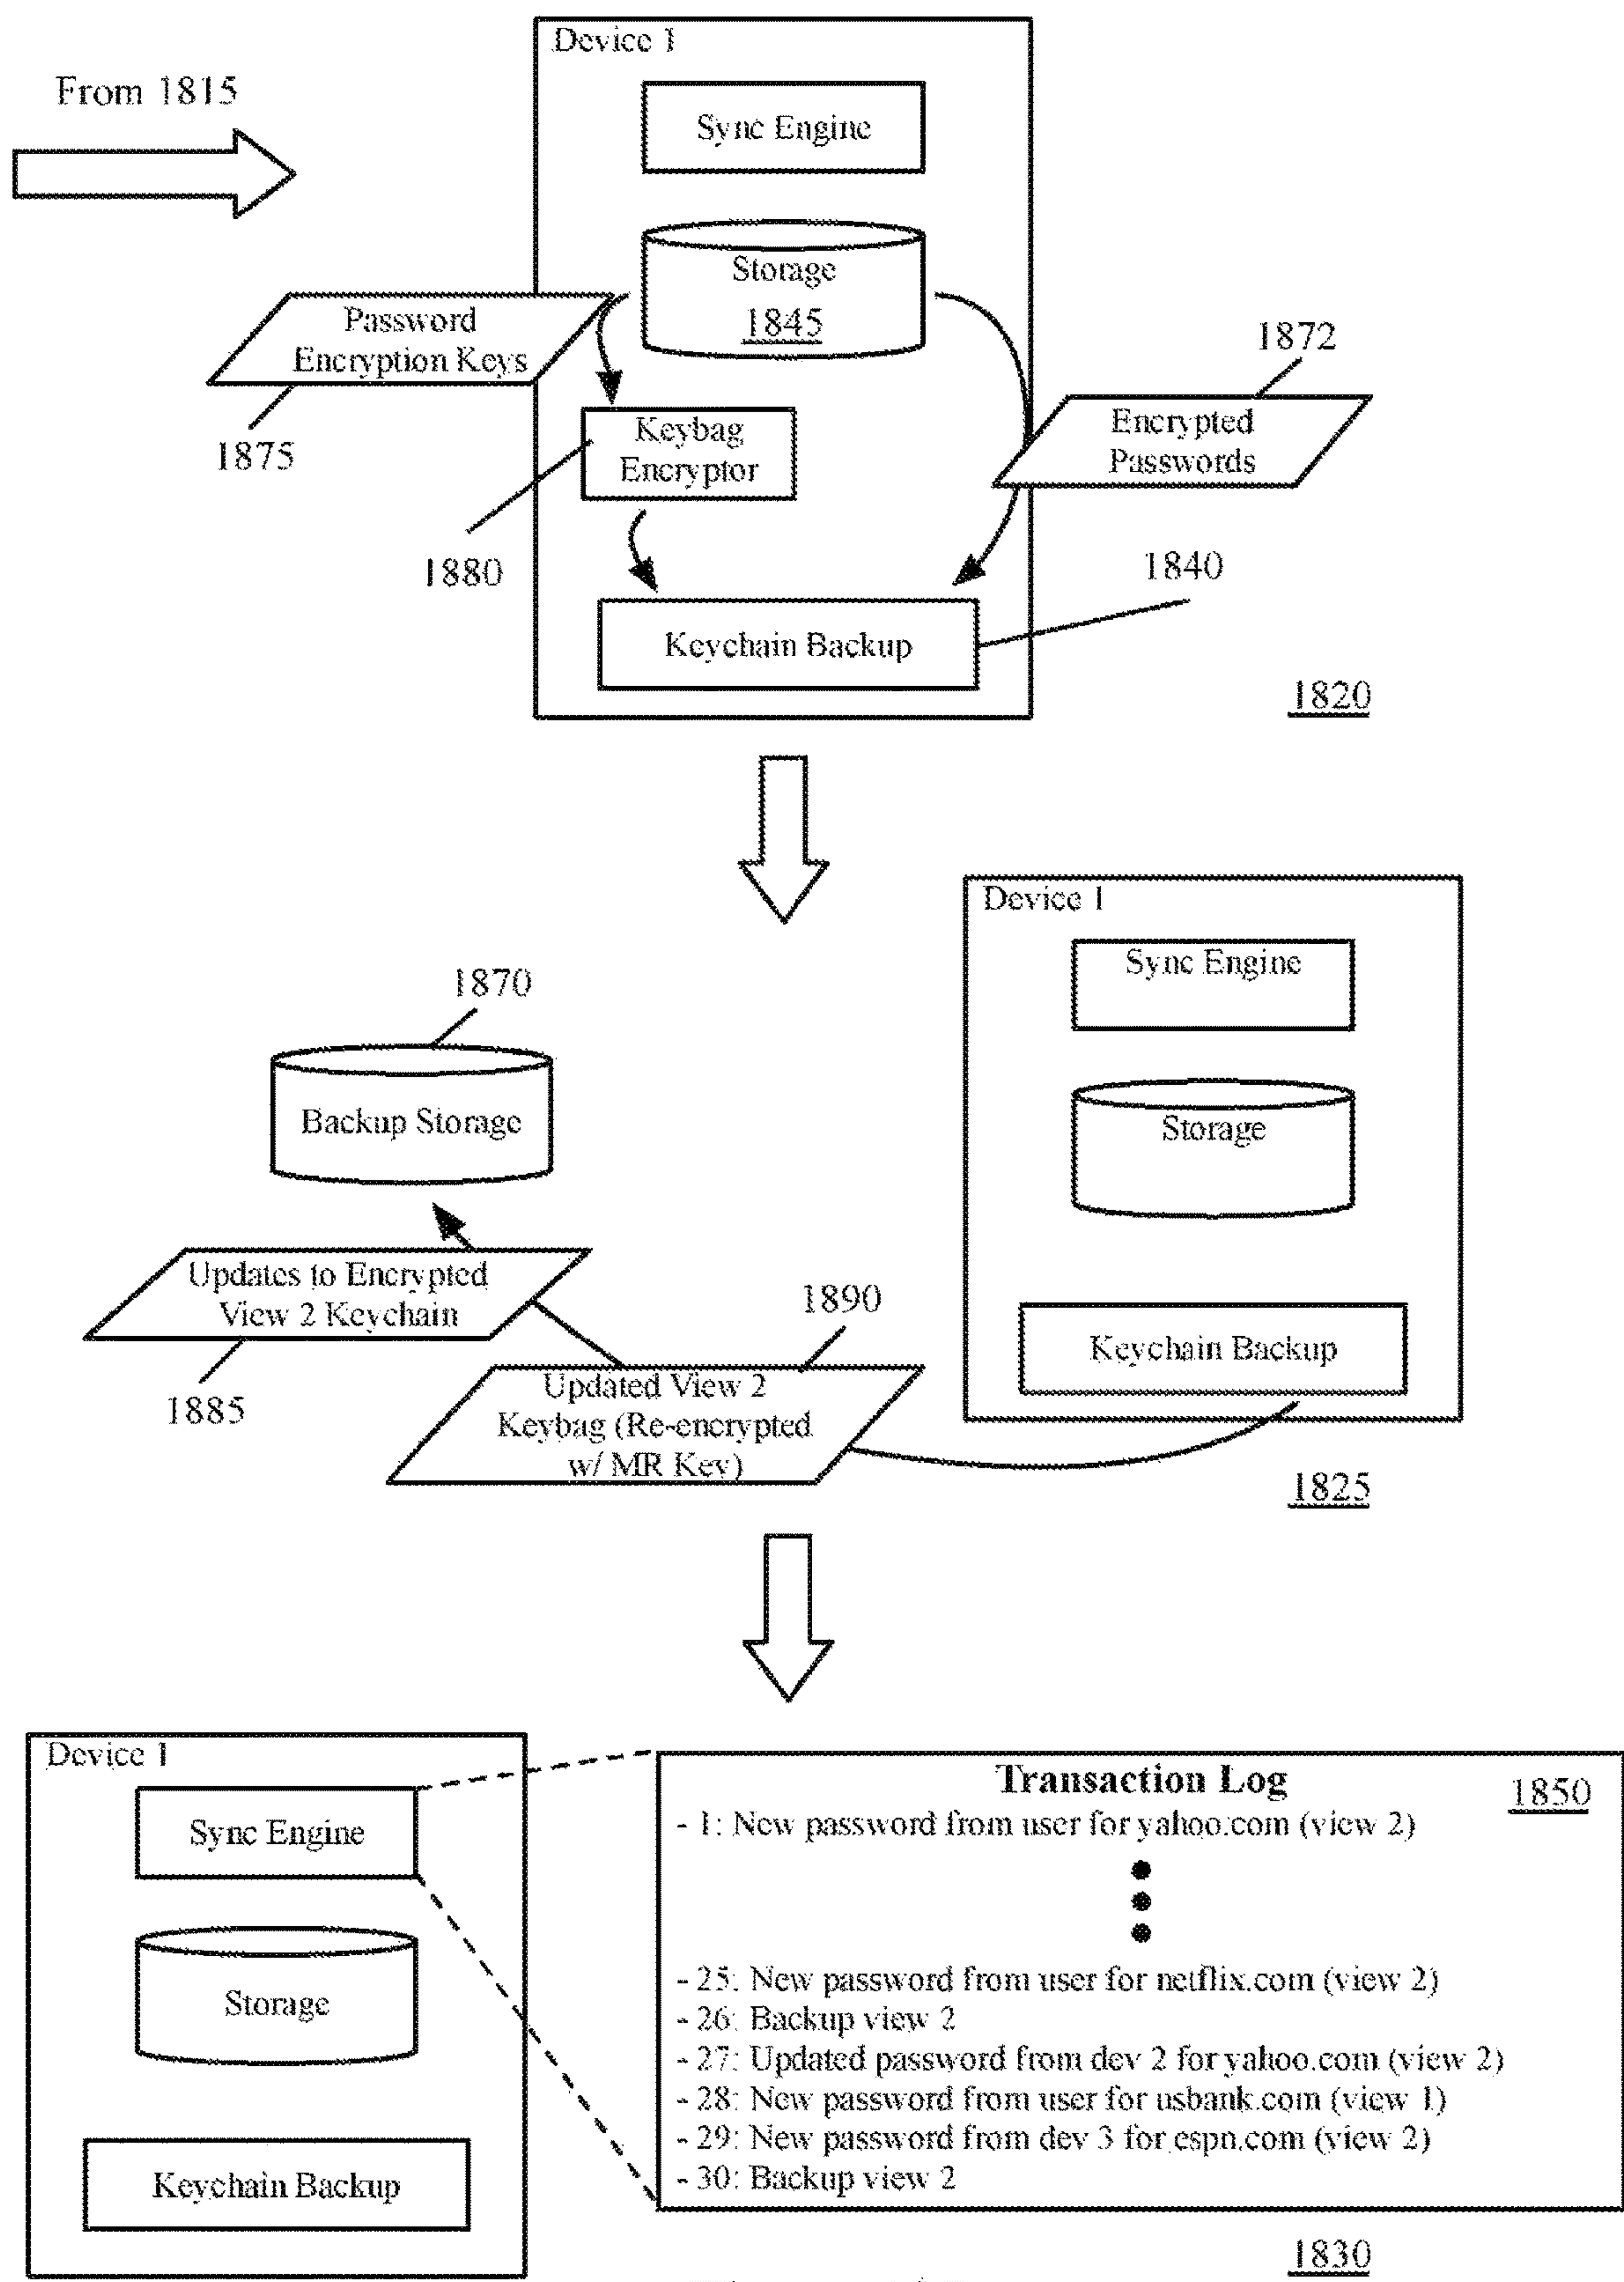 Device 1
From 1815
Sync Engine
Storage
1845
Password
Encryption Keys
1872
1875
Keybag
Encryptor
Encrypted
Passwords
1880
1840
Keychain Backup
1820
Device 1
Sync Engine
1870
Backup Storage
Storage
Updates to Encrypted
View 2 Keychain
1885
1890
Updated View 2
Keybag (Re-encrypted
w/ MR Key)
Keychain Backup
1825
Device 1
Sync Engine
Storage
Keychain Backup
Transaction Log
1850
- 1: New password from user for yahoo.com (view 2)
- 25: New password from user for netflix.com (view 2)
- 26: Backup view 2
- 27: Updated password from dev 2 for yahoo.com (view 2)
- 28: New password from user for usbank.com (view 1)
- 29: New password from dev 3 for espn.com (view 2)
- 30: Backup view 2
1830